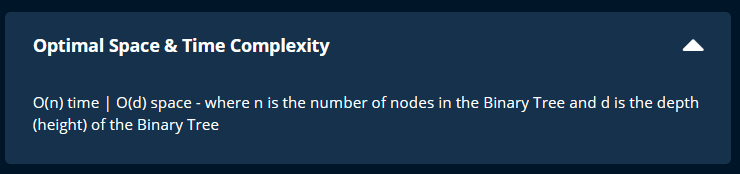 Optimal Space & Time Complexity
O(n) time | O(d) space - where n is the number of nodes in the Binary Tree and d is the depth
(height) of the Binary Tree